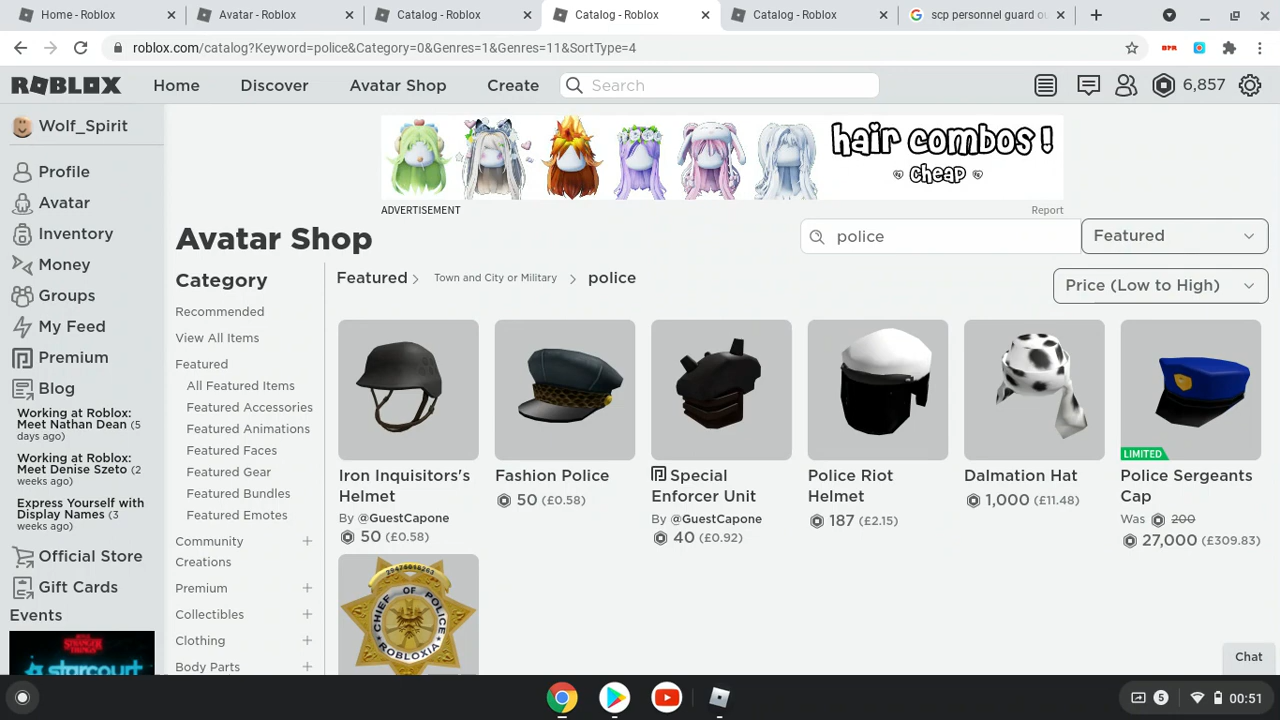 Home - Roblox
Avatar - Roblox
Catalog - Roblox
Catalog - Roblox
Catalog - Roblox
scp personnel guard ou
roblox.com/catalog?Keyword=police&Category=0&Genres=1&Genres=11&SortType=4
ROBLOX
Home
Discover
Avatar Shop
Create
Search
6,857
Wolf_Spirit
Profile
Avatar
Inventory
Money
Groups
My Feed
Premium
Blog
Working at Roblox:
Meet Nathan Dean (5
days ago)
Working at Roblox:
Meet Denise Szeto (2
weeks ago)
Express Yourself with
Display Names (3
weeks ago)
Official Store
Gift Cards
Events
STRANGER
THINGS
starcourt
hair combos !
cheap
ADVERTISEMENT
Report
Avatar Shop
police
Featured
Category
Recommended
View All Items
Featured
All Featured Items
Featured Accessories
Featured Animations
Featured Faces
Featured Gear
Featured Bundles
Featured Emotes
Community
Creations
Premium
Collectibles
Clothing
Body Parts
Featured
Town and City or Military
police
Price (Low to High)
Iron Inquisitors's
Helmet
By @GuestCapone
50 (£0.58)
Fashion Police
50 (£0.58)
Special
Enforcer Unit
By @GuestCapone
40 (£0.92)
Police Riot
Helmet
187 (£2.15)
Dalmation Hat
1,000 (£11.48)
LIMITED
Police Sergeants
Cap
Was 200
27,000 (£309.83)
CHIEF OF POLICE
ROBLOXIA
Chat
5
00:51